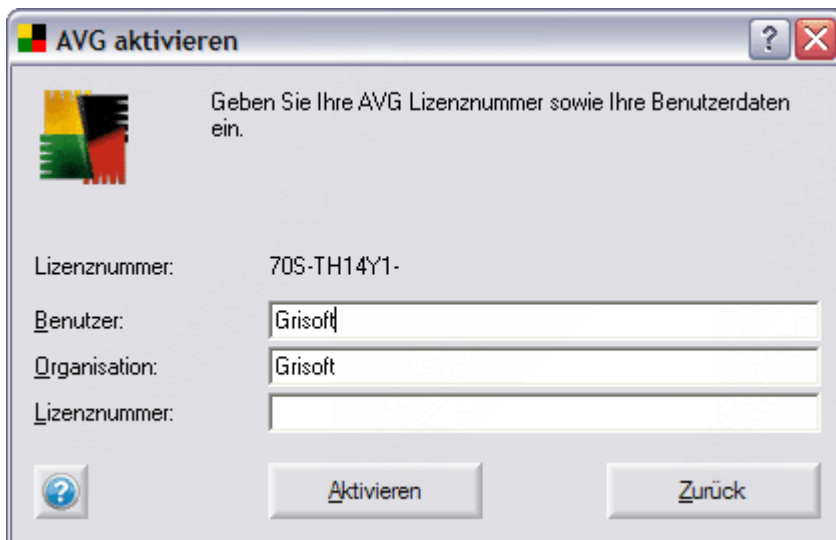 AVG aktivieren
Geben Sie Ihre AVG Lizenznummer sowie Ihre Benutzerdaten
ein.
Lizenznummer: 70S-TH14Y1-
Benutzer: Grisoft
Organisation: Grisoft
Lizenznummer:
Aktivieren Zurück